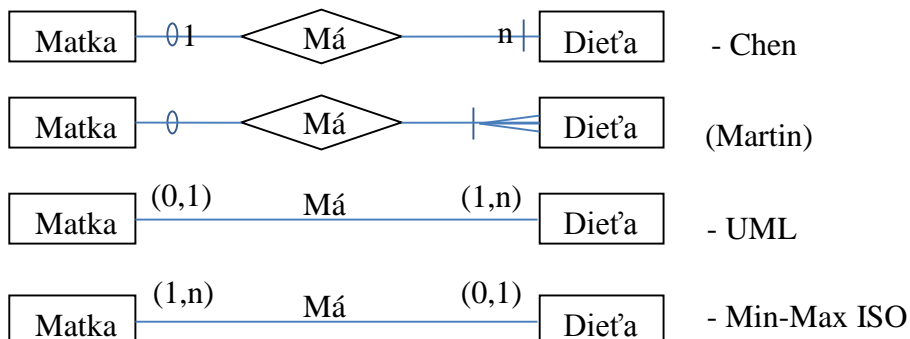 Matka 1 Má n Dieťa - Chen
Matka Má Dieťa (Martin)
(0,1) (1,n)
Matka Má Dieťa - UML
(1,n) (0,1)
Matka Má Dieťa - Min-Max ISO